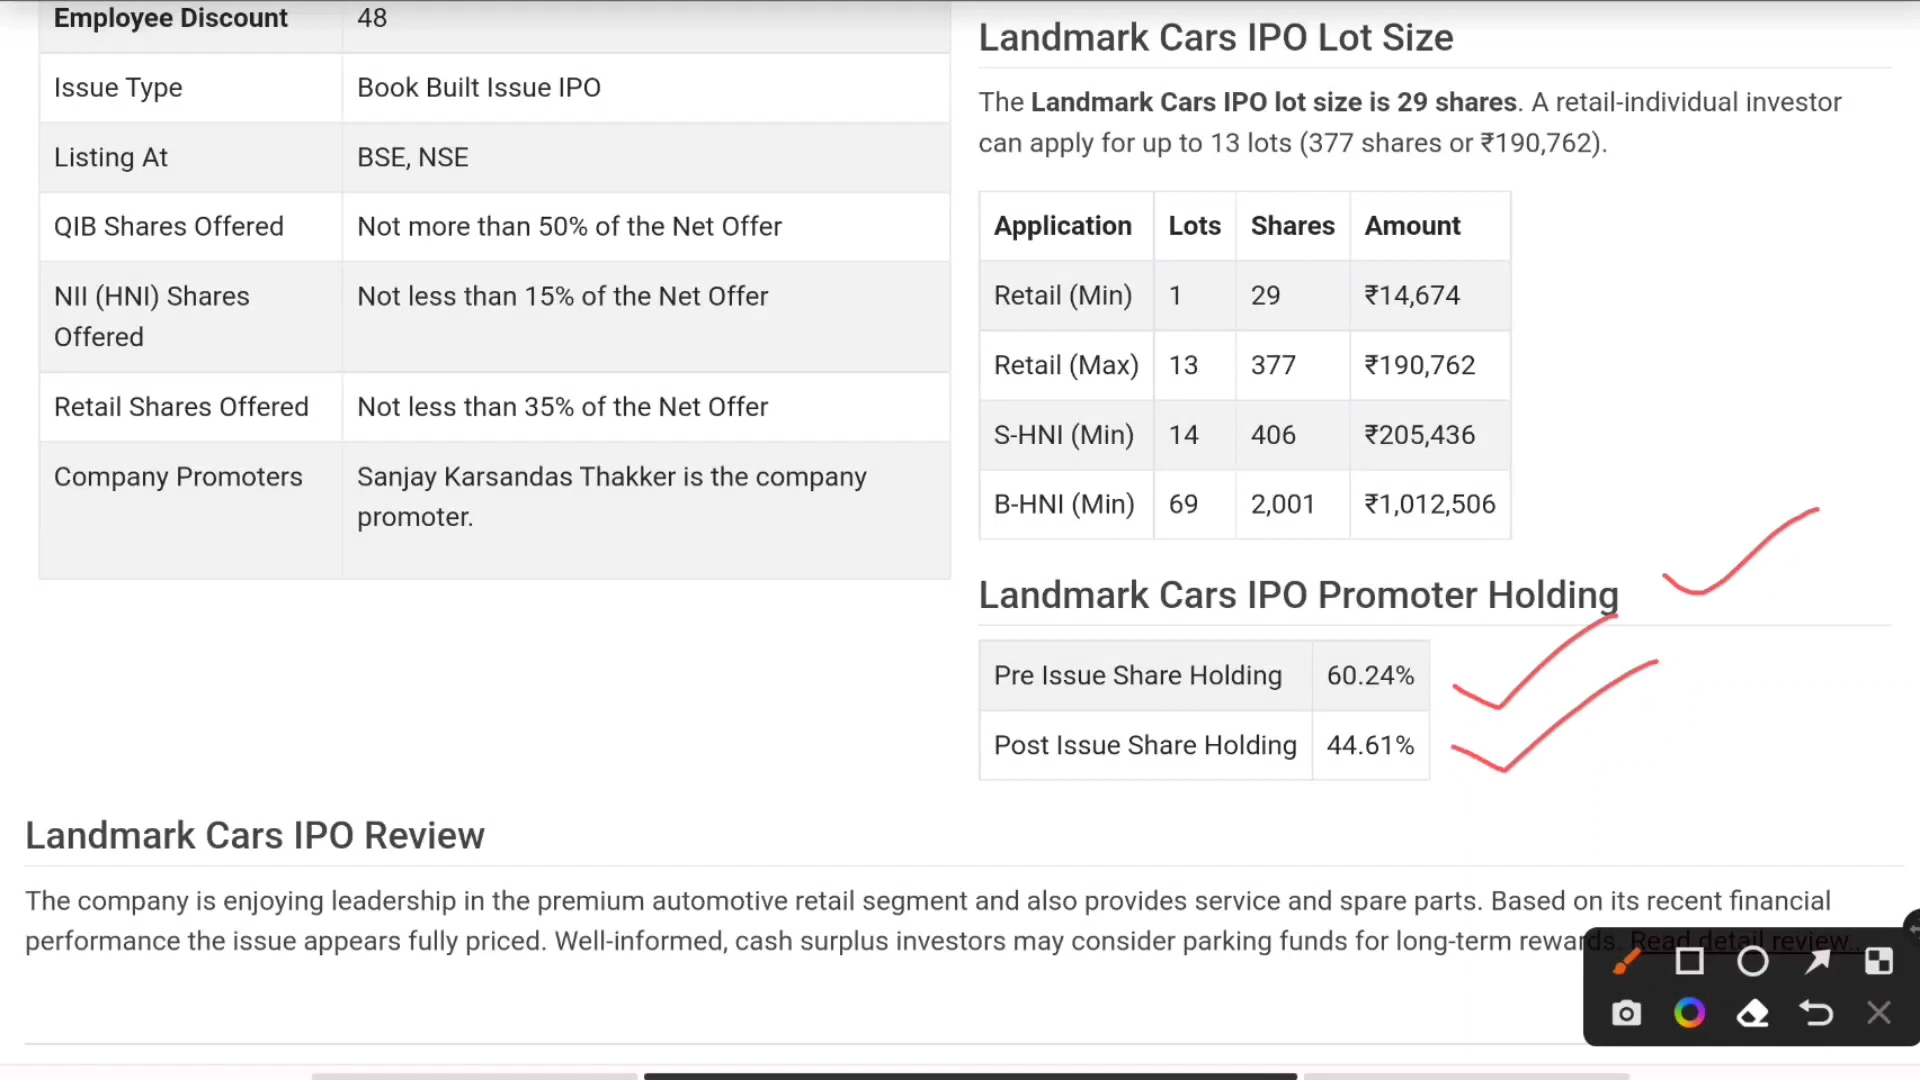 Employee Discount 48
Issue Type Book Built Issue IPO
Listing At BSE, NSE
QIB Shares Offered Not more than 50% of the Net Offer
NII (HNI) Shares Not less than 15% of the Net Offer
Offered
Retail Shares Offered Not less than 35% of the Net Offer
Company Promoters Sanjay Karsandas Thakker is the company
promoter.
Landmark Cars IPO Lot Size
The Landmark Cars IPO lot size is 29 shares. A retail-individual investor
can apply for up to 13 lots (377 shares or ₹190,762).
Application Lots Shares Amount
Retail (Min) 1 29 ₹14,674
Retail (Max) 13 377 ₹190,762
S-HNI (Min) 14 406 ₹205,436
B-HNI (Min) 69 2,001 ₹1,012,506
Landmark Cars IPO Promoter Holding
Pre Issue Share Holding 60.24%
Post Issue Share Holding 44.61%
Landmark Cars IPO Review
The company is enjoying leadership in the premium automotive retail segment and also provides service and spare parts. Based on its recent financial
performance the issue appears fully priced. Well-informed, cash surplus investors may consider parking funds for long-term rewards. Read detail review..